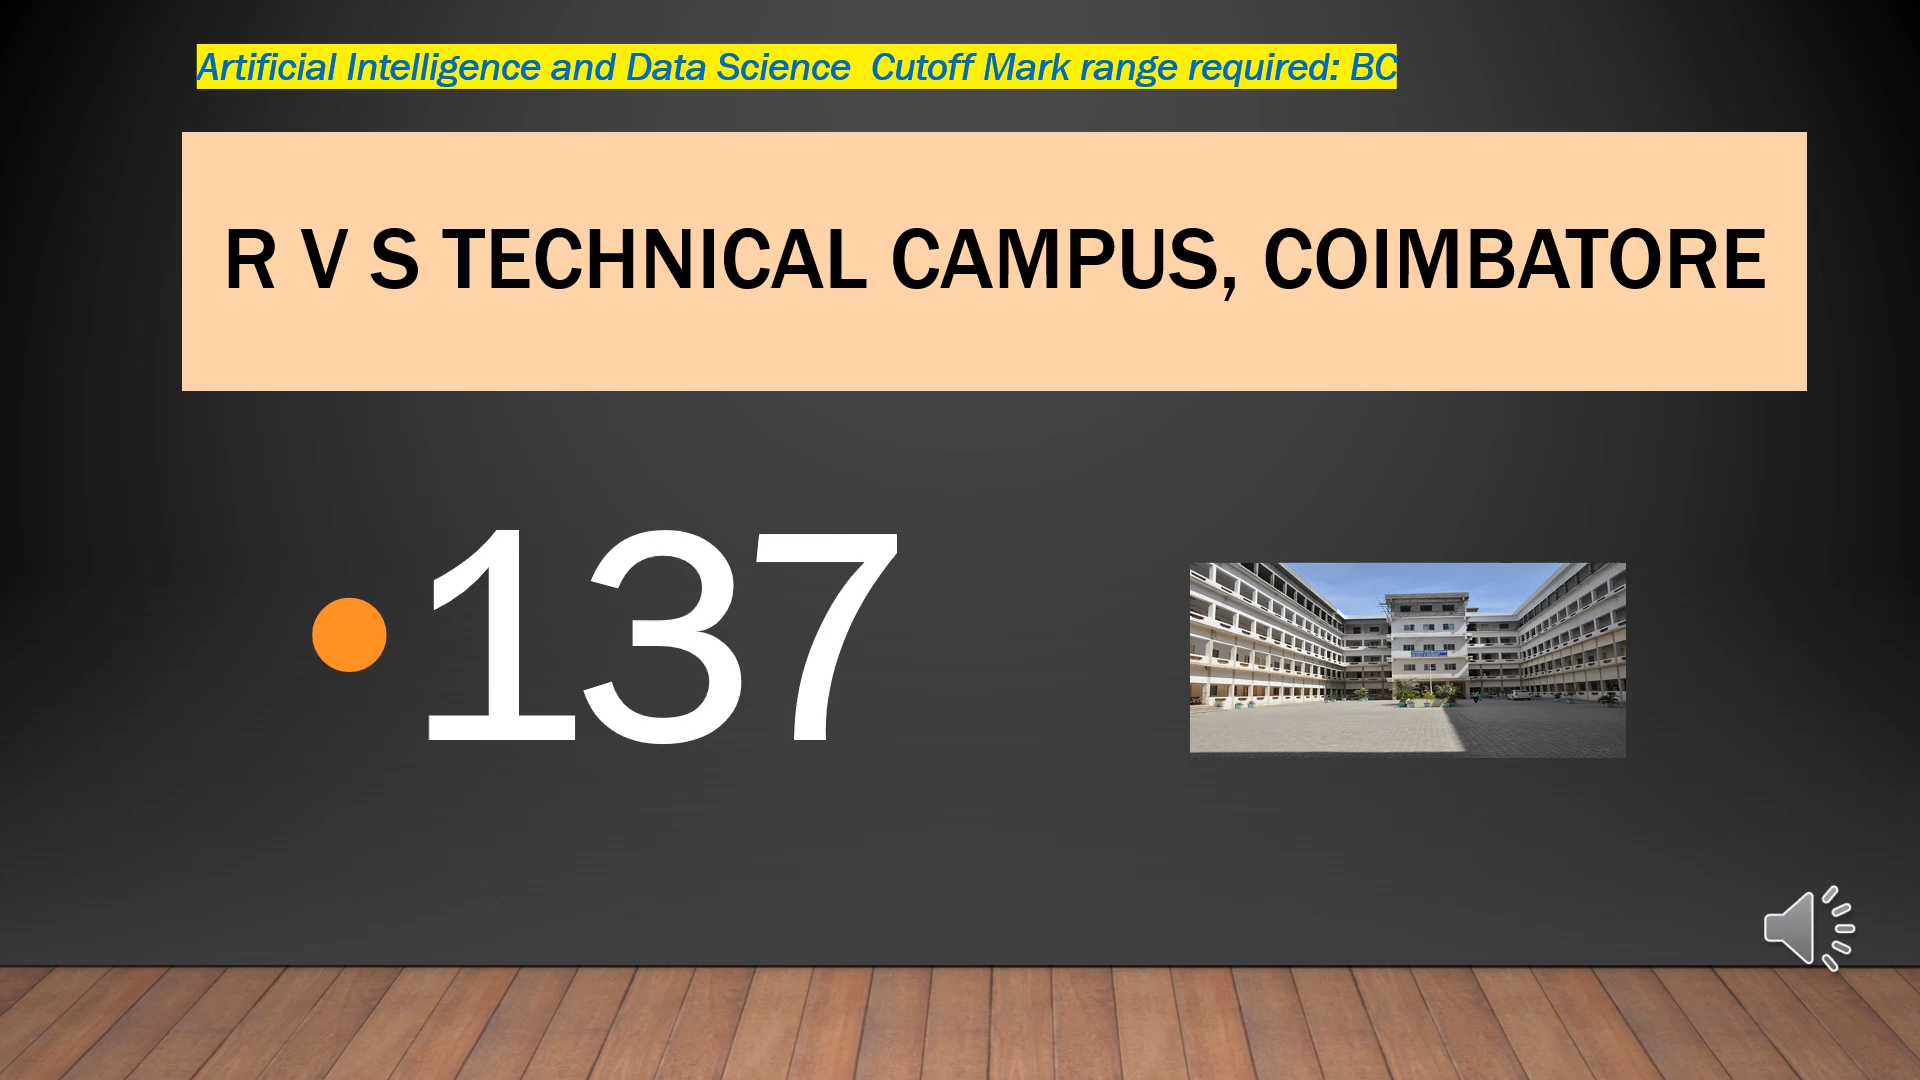 Artificial Intelligence and Data Science  Cutoff Mark range required: BC
R V S TECHNICAL CAMPUS, COIMBATORE
•137